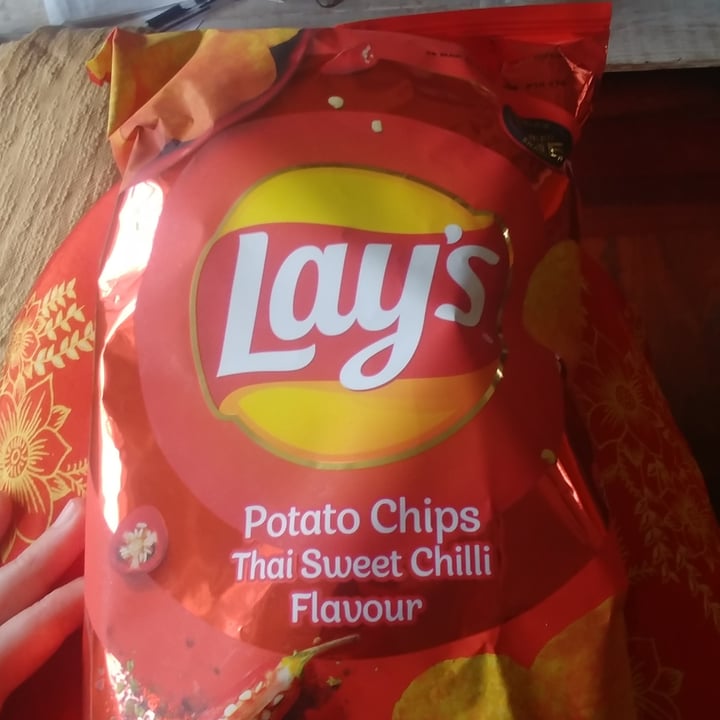 Lay's
Potato Chips
Thai Sweet Chilli
Flavour